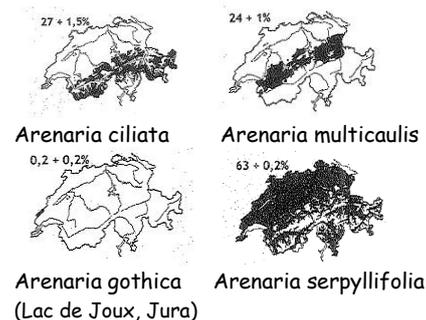 27 + 1,5%
24 + 1%
Arenaria ciliata
Arenaria multicaulis
0,2 + 0,2%
63 + 0,2%
Arenaria gothica
Arenaria serpyllifolia
(Lac de Joux, Jura)